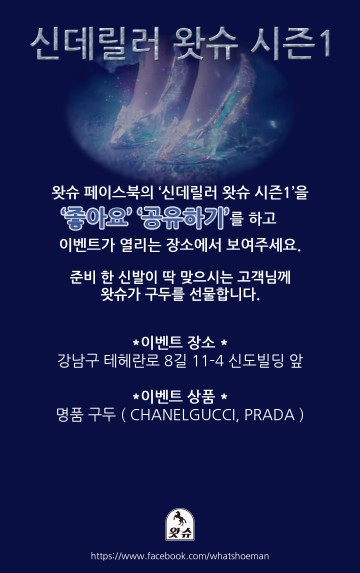 신데릴러 왓슈 시즌1
왓슈 페이스북의 ‘신데릴러 왓슈 시즌1’을
‘좋아요’ ‘공유하기’를 하고
이벤트가 열리는 장소에서 보여주세요.
준비 한 신발이 딱 맞으시는 고객님께
왓슈가 구두를 선물합니다.
*이벤트 장소 *
강남구 테헤란로 8길 11-4 신도빌딩 앞
*이벤트 상품 *
명품 구두 ( CHANELGUCCI, PRADA )
왓슈
https://www.facebook.com/whatshoeman